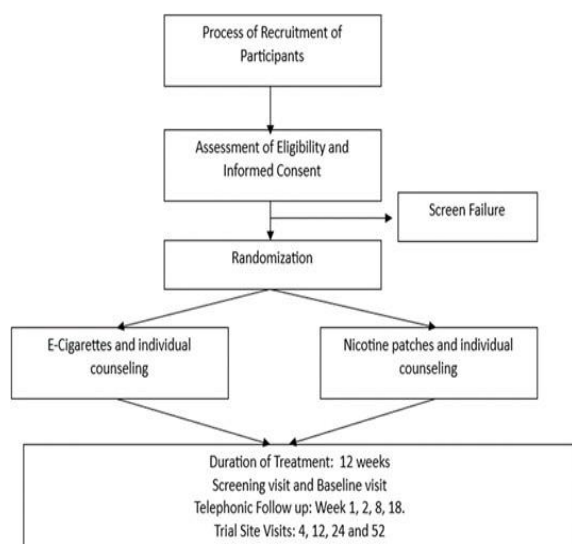 Process of Recruitment of
Participants
Assessment of Eligibility and
Informed Consent
Screen Failure
Randomization
E-Cigarettes and individual
counseling
Nicotine patches and individual
counseling
Duration of Treatment: 12 weeks
Screening visit and Baseline visit
Telephonic Follow up: Week 1, 2, 8, 18.
Trial Site Visits: 4, 12, 24 and 52